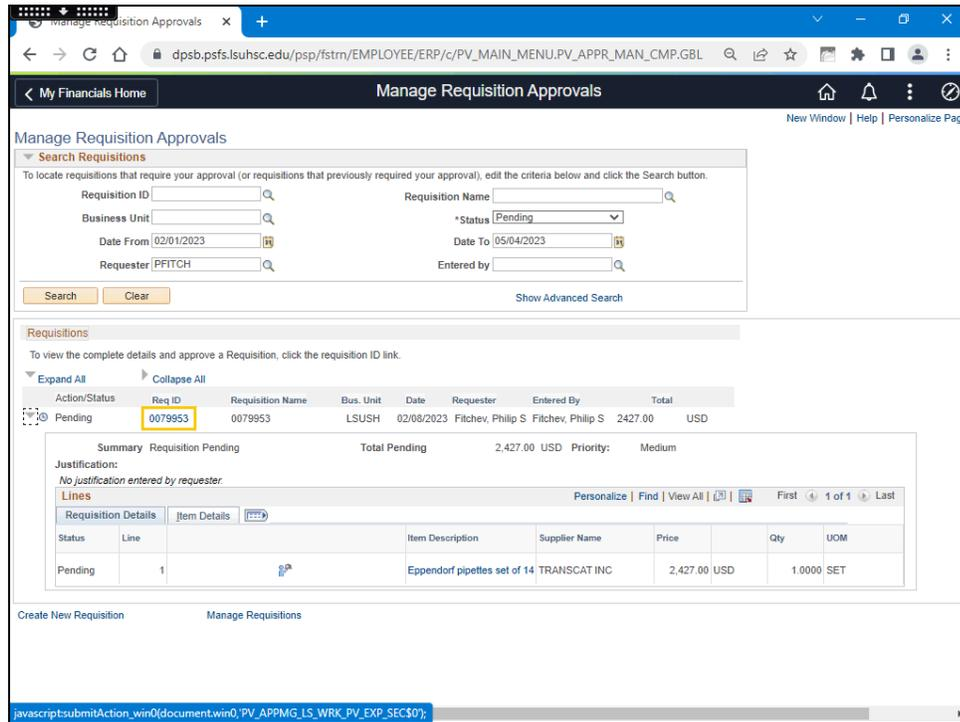 Manage Requisition Approvals
dpsb.psfs.lsuhsc.edu/psp/fstrn/EMPLOYEE/ERP/c/PV_MAIN_MENU.PV_APPR_MAN_CMP.GBL
My Financials Home
Manage Requisition Approvals
New Window | Help | Personalize Pag
Manage Requisition Approvals
Search Requisitions
To locate requisitions that require your approval (or requisitions that previously required your approval), edit the criteria below and click the Search button.
Requisition ID Requisition Name
Business Unit *Status Pending
Date From 02/01/2023 Date To 05/04/2023
Requester PFITCH Entered by
Search Clear Show Advanced Search
Requisitions
To view the complete details and approve a Requisition, click the requisition ID link.
Expand All Collapse All
Action/Status Req ID Requisition Name Bus. Unit Date Requester Entered By Total
Pending 0079953 0079953 LSUSH 02/08/2023 Fitchev, Philip S Fitchev, Philip S 2427.00 USD
Summary Requisition Pending Total Pending 2,427.00 USD Priority: Medium
Justification:
No justification entered by requester.
Lines Personalize | Find | View All | First 1 of 1 Last
Requisition Details Item Details
Status Line Item Description Supplier Name Price Qty UOM
Pending 1 Eppendorf pipettes set of 14 TRANSCAT INC 2,427.00 USD 1.0000 SET
Create New Requisition Manage Requisitions
javascript:submitAction_win0(document.win0,'PV_APPMG_LS_WRK_PV_EXP_SEC$0');